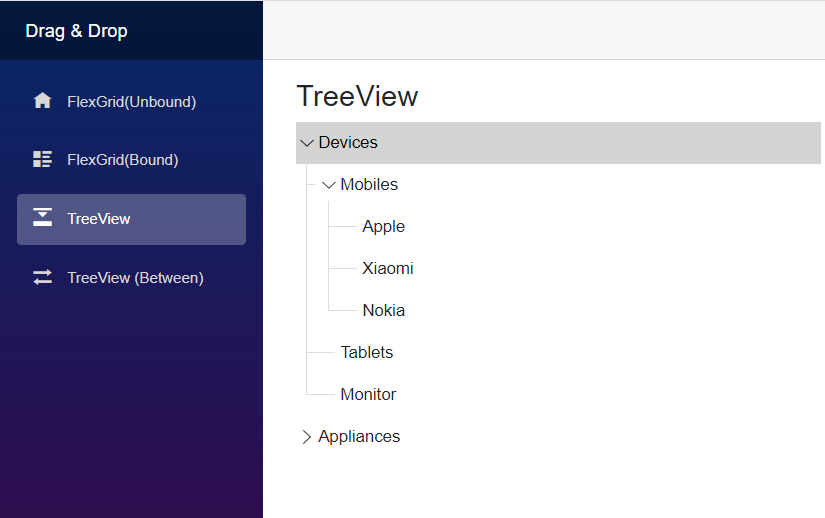 Drag & Drop
FlexGrid(Unbound)
FlexGrid(Bound)
TreeView
TreeView (Between)
TreeView
Devices
Mobiles
Apple
Xiaomi
Nokia
Tablets
Monitor
Appliances